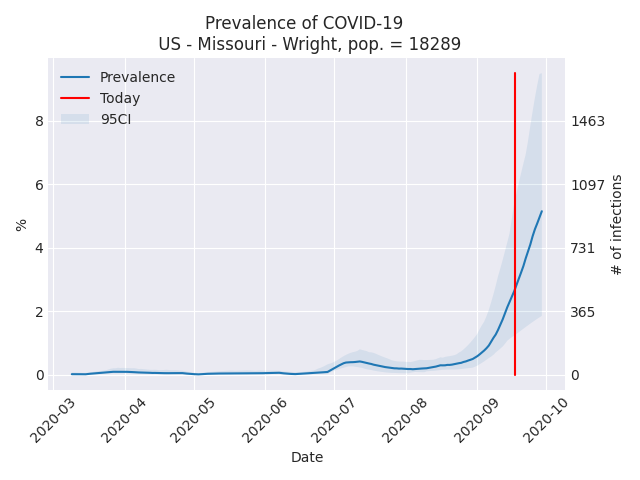 Prevalence of COVID-19
US - Missouri - Wright, pop. = 18289
Prevalence
Today
95CI
8
6
4
2
0
%
1463
1097
731
365
0
# of infections
2020-03
2020-04
2020-05
2020-06
2020-07
2020-08
2020-09
2020-10
Date